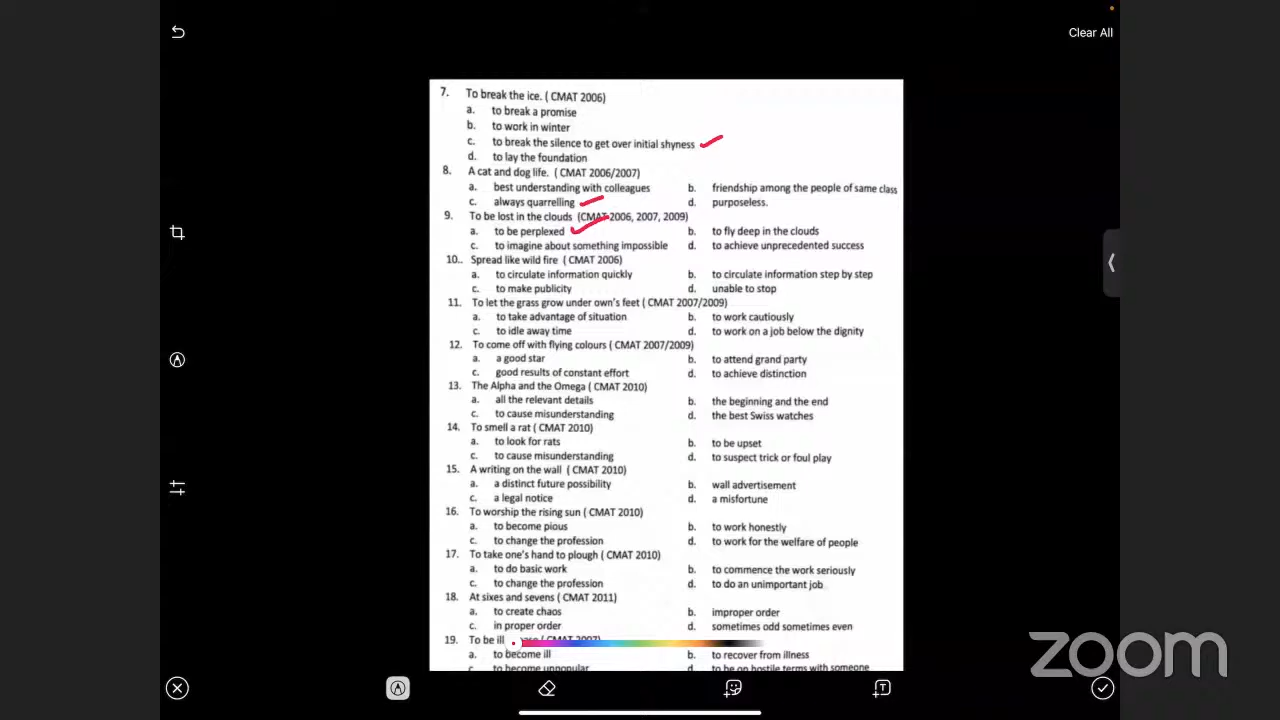 Clear All
7. To break the ice. ( CMAT 2006)
a. to break a promise
b. to work in winter
c. to break the silence to get over initial shyness
d. to lay the foundation
8. A cat and dog life. ( CMAT 2006/2007)
a. best understanding with colleagues b. friendship among the people of same class
c. always quarrelling d. purposeless.
9. To be lost in the clouds (CMAT 2006, 2007, 2009)
a. to be perplexed b. to fly deep in the clouds
c. to imagine about something impossible d. to achieve unprecedented success
10.. Spread like wild fire ( CMAT 2006)
a. to circulate information quickly b. to circulate information step by step
c. to make publicity d. unable to stop
11. To let the grass grow under own's feet ( CMAT 2007/2009)
a. to take advantage of situation b. to work cautiously
c. to idle away time d. to work on a job below the dignity
12. To come off with flying colours ( CMAT 2007/2009)
a. a good star b. to attend grand party
c. good results of constant effort d. to achieve distinction
13. The Alpha and the Omega ( CMAT 2010)
a. all the relevant details b. the beginning and the end
c. to cause misunderstanding d. the best Swiss watches
14. To smell a rat ( CMAT 2010)
a. to look for rats b. to be upset
c. to cause misunderstanding d. to suspect trick or foul play
15. A writing on the wall ( CMAT 2010)
a. a distinct future possibility b. wall advertisement
c. a legal notice d. a misfortune
16. To worship the rising sun ( CMAT 2010)
a. to become pious b. to work honestly
c. to change the profession d. to work for the welfare of people
17. To take one's hand to plough ( CMAT 2010)
a. to do basic work b. to commence the work seriously
c. to change the profession d. to do an unimportant job
18. At sixes and sevens ( CMAT 2011)
a. to create chaos b. improper order
c. in proper order d. sometimes odd sometimes even
19. To be ill ( CMAT 2007)
a. to become ill b. to recover from illness
c. to become unpopular d. to be on hostile terms with someone
zoom